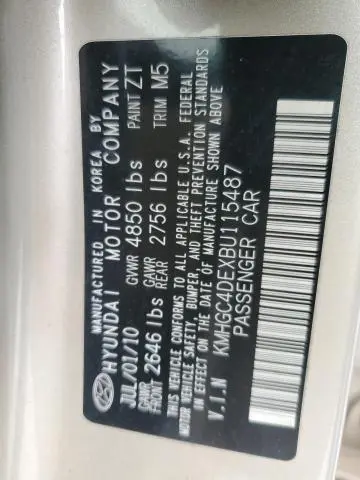 MANUFACTURED IN KOREA BY
HYUNDAI MOTOR COMPANY
JUL/01/10 GVWR 4850 lbs PAINT ZT
GAWR FRONT 2646 lbs GAWR REAR 2756 lbs TRIM M5
THIS VEHICLE CONFORMS TO ALL APPLICABLE U.S.A. FEDERAL
MOTOR VEHICLE SAFETY, BUMPER, AND THEFT PREVENTION STANDARDS
IN EFFECT ON THE DATE OF MANUFACTURE SHOWN ABOVE
V.I.N KMHGC4DEXBU115487
PASSENGER CAR